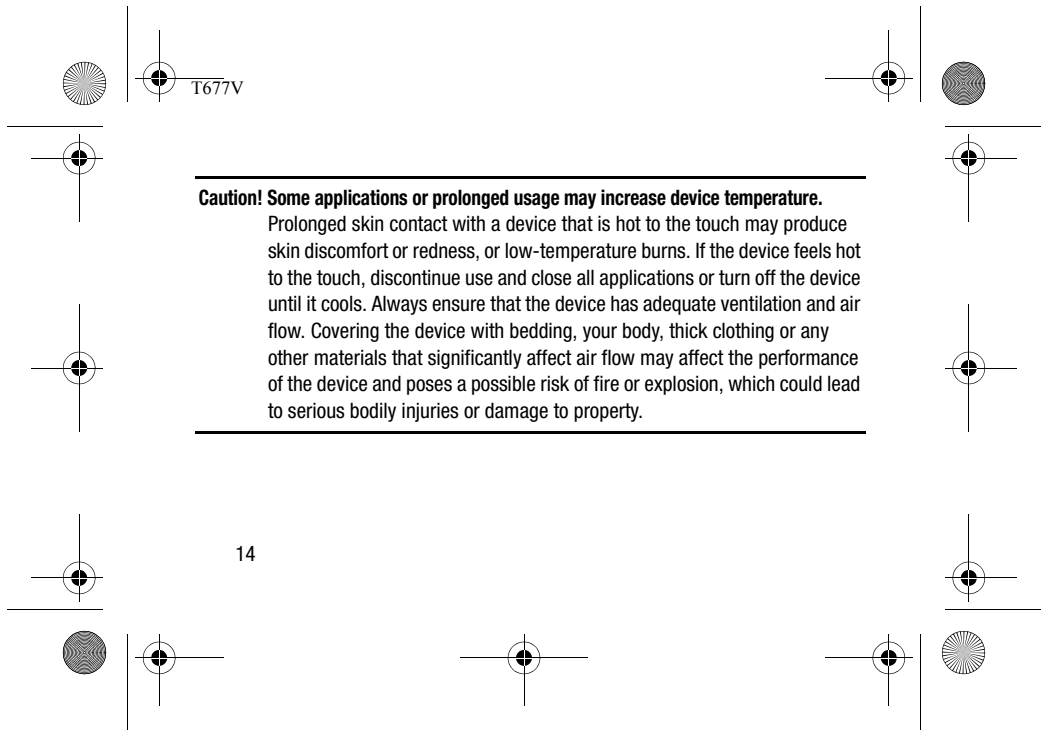 T677V
Caution! Some applications or prolonged usage may increase device temperature.
Prolonged skin contact with a device that is hot to the touch may produce
skin discomfort or redness, or low-temperature burns. If the device feels hot
to the touch, discontinue use and close all applications or turn off the device
until it cools. Always ensure that the device has adequate ventilation and air
flow. Covering the device with bedding, your body, thick clothing or any
other materials that significantly affect air flow may affect the performance
of the device and poses a possible risk of fire or explosion, which could lead
to serious bodily injuries or damage to property.
14